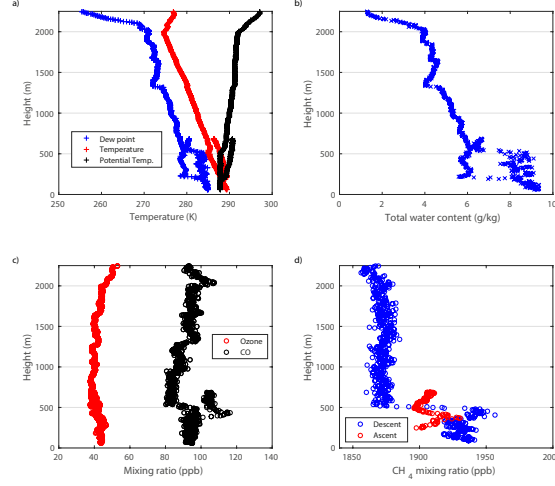 a)
b)
2000
1500
1000
500
0
Height (m)
Dew point
Temperature
Potential Temp.
250
260
270
280
290
300
Temperature (K)
2000
1500
1000
500
0
Height (m)
0
2
4
6
8
10
Total water content (g/kg)
c)
d)
2000
1500
1000
500
0
Height (m)
Ozone
CO
20
40
60
80
100
120
140
Mixing ratio (ppb)
2000
1500
1000
500
0
Height (m)
Descent
Ascent
1850
1900
1950
200
CH4 mixing ratio (ppb)